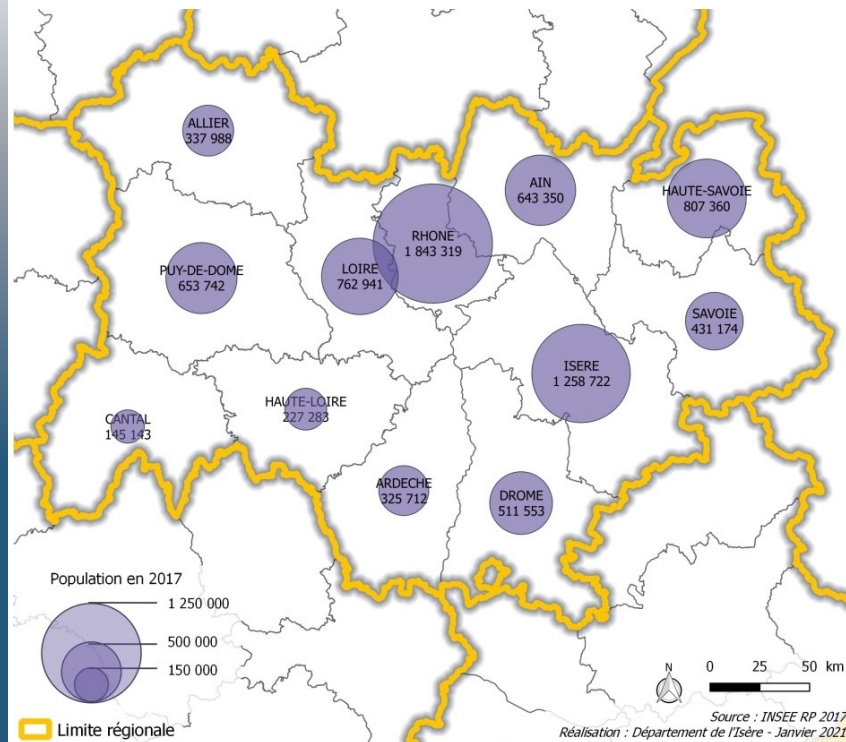 ALLIER
337 988
AIN
643 350
HAUTE-SAVOIE
807 360
RHONE
1 843 319
PUY-DE-DOME
653 742
LOIRE
762 941
SAVOIE
431 174
ISERE
1 258 722
HAUTE-LOIRE
227 283
CANTAL
145 143
ARDECHE
325 712
DROME
511 553
Population en 2017
1 250 000
500 000
150 000
N
0 25 50 km
Limite régionale
Source : INSEE RP 2017
Réalisation : Département de l'Isère - Janvier 2021